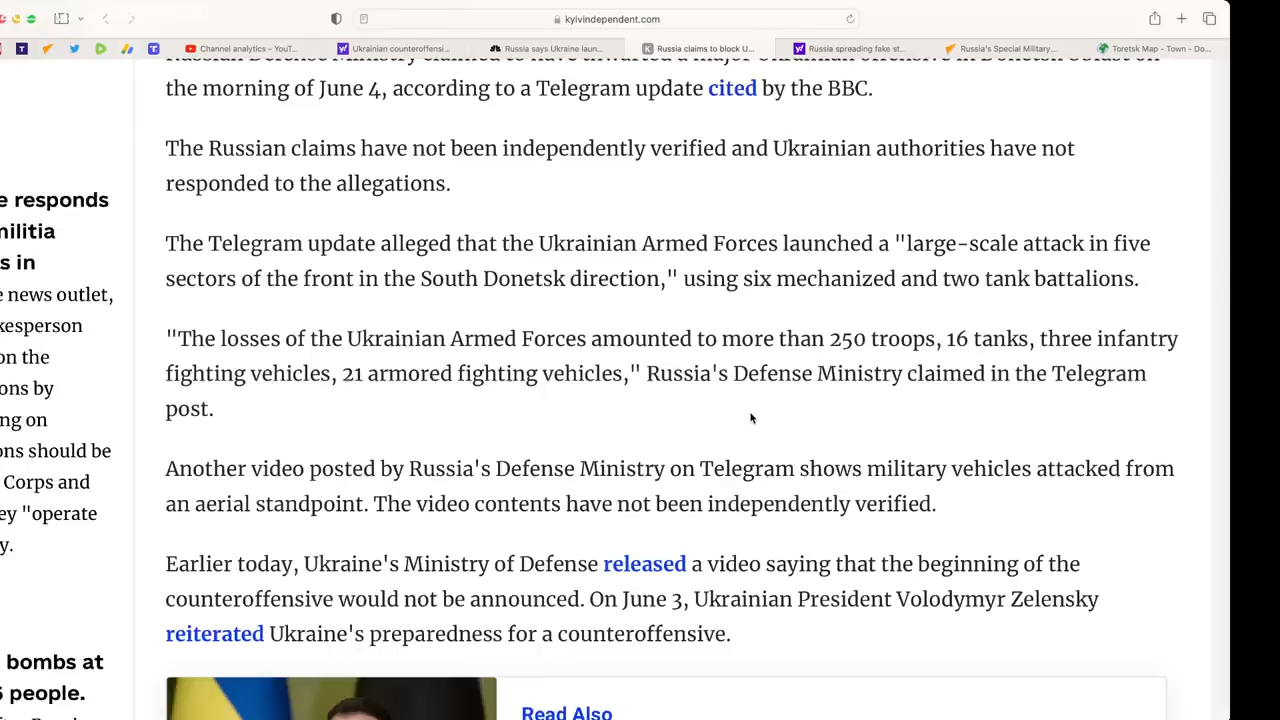 kyivindependent.com
T
T
Channel analytics - YouT...
Ukrainian counteroffensi...
Russia says Ukraine laun...
Russia claims to block U...
Russia spreading fake st...
Russia's Special Military...
Toretsk Map - Town - Do...
Russian Defense Ministry claimed to have thwarted a major Ukrainian offensive in Donetsk Oblast on
the morning of June 4, according to a Telegram update cited by the BBC.
The Russian claims have not been independently verified and Ukrainian authorities have not
responded to the allegations.
The Telegram update alleged that the Ukrainian Armed Forces launched a "large-scale attack in five
sectors of the front in the South Donetsk direction," using six mechanized and two tank battalions.
"The losses of the Ukrainian Armed Forces amounted to more than 250 troops, 16 tanks, three infantry
fighting vehicles, 21 armored fighting vehicles," Russia's Defense Ministry claimed in the Telegram
post.
Another video posted by Russia's Defense Ministry on Telegram shows military vehicles attacked from
an aerial standpoint. The video contents have not been independently verified.
Earlier today, Ukraine's Ministry of Defense released a video saying that the beginning of the
counteroffensive would not be announced. On June 3, Ukrainian President Volodymyr Zelensky
reiterated Ukraine's preparedness for a counteroffensive.
Read Also
e responds
militia
s in
e news outlet,
kesperson
on the
ons by
ng on
ons should be
Corps and
ey "operate
y.
bombs at
people.